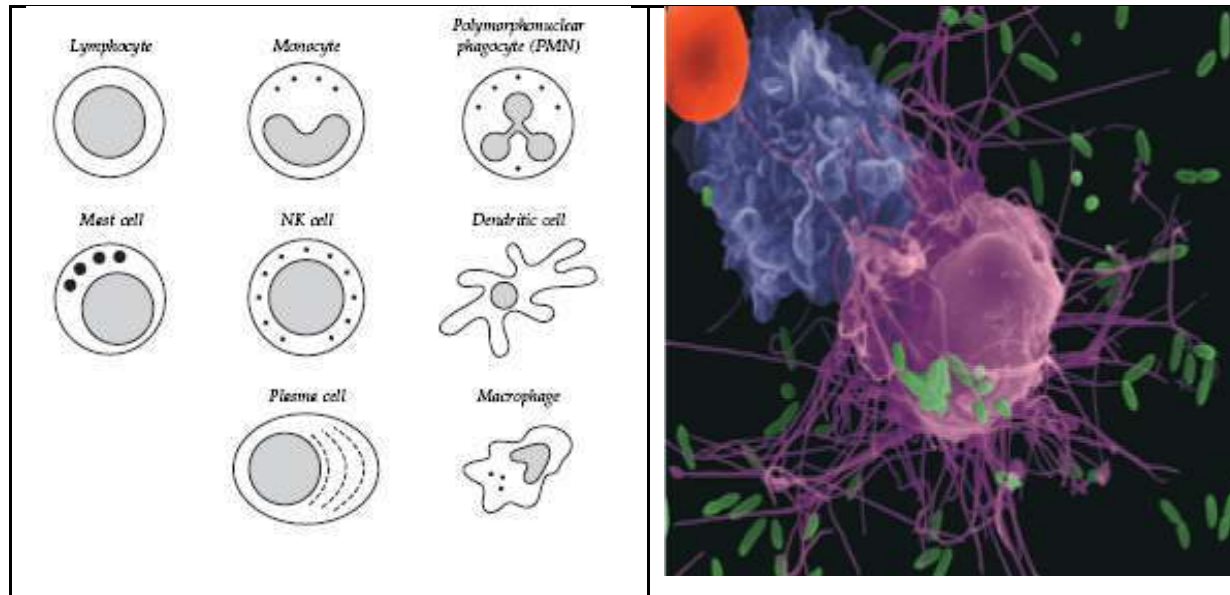 Lymphocyte
Monocyte
Polymorphonuclear
phagocyte (PMN)
Mast cell
NK cell
Dendritic cell
Plasma cell
Macrophage